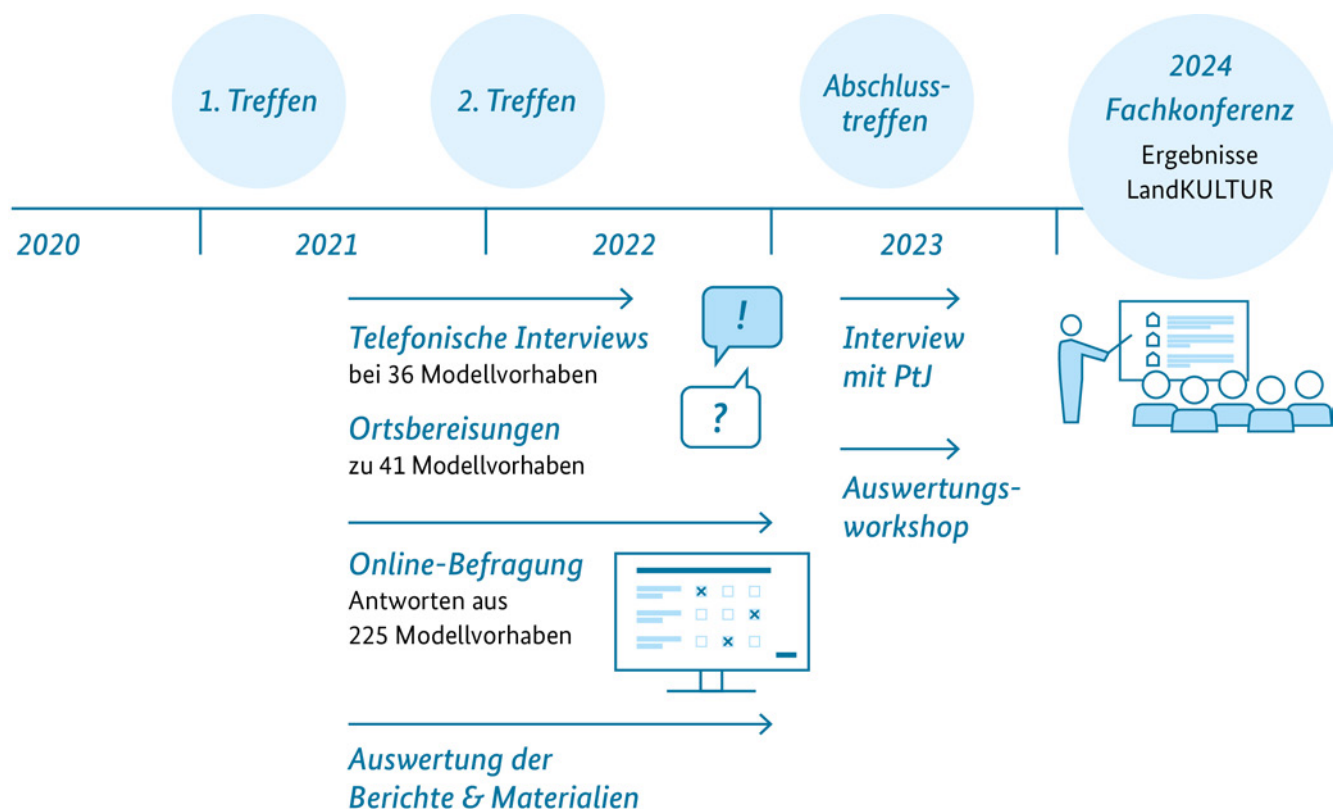 1. Treffen
2. Treffen
Abschluss-
treffen
2024
Fachkonferenz
Ergebnisse
LandKULTUR
2020
2021
2022
2023
Telefonische Interviews
bei 36 Modellvorhaben
Ortsbereisungen
zu 41 Modellvorhaben
!
?
Interview
mit PtJ
Auswertungs-
workshop
Online-Befragung
Antworten aus
225 Modellvorhaben
Auswertung der
Berichte & Materialien